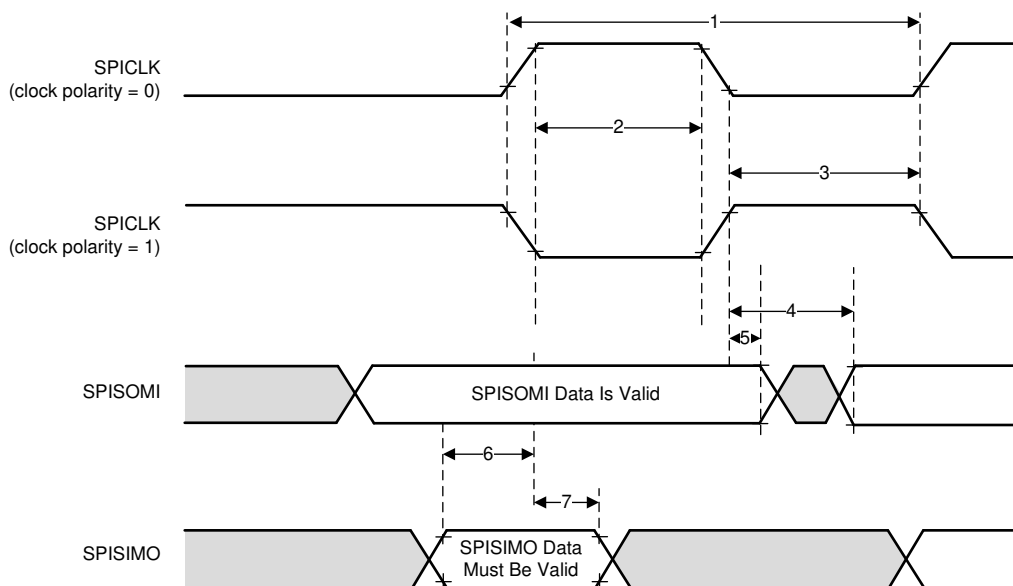 1
SPICLK
(clock polarity = 0)
2
3
SPICLK
(clock polarity = 1)
4
5
SPISOMI
SPISOMI Data Is Valid
6
7
SPISIMO
SPISIMO Data
Must Be Valid